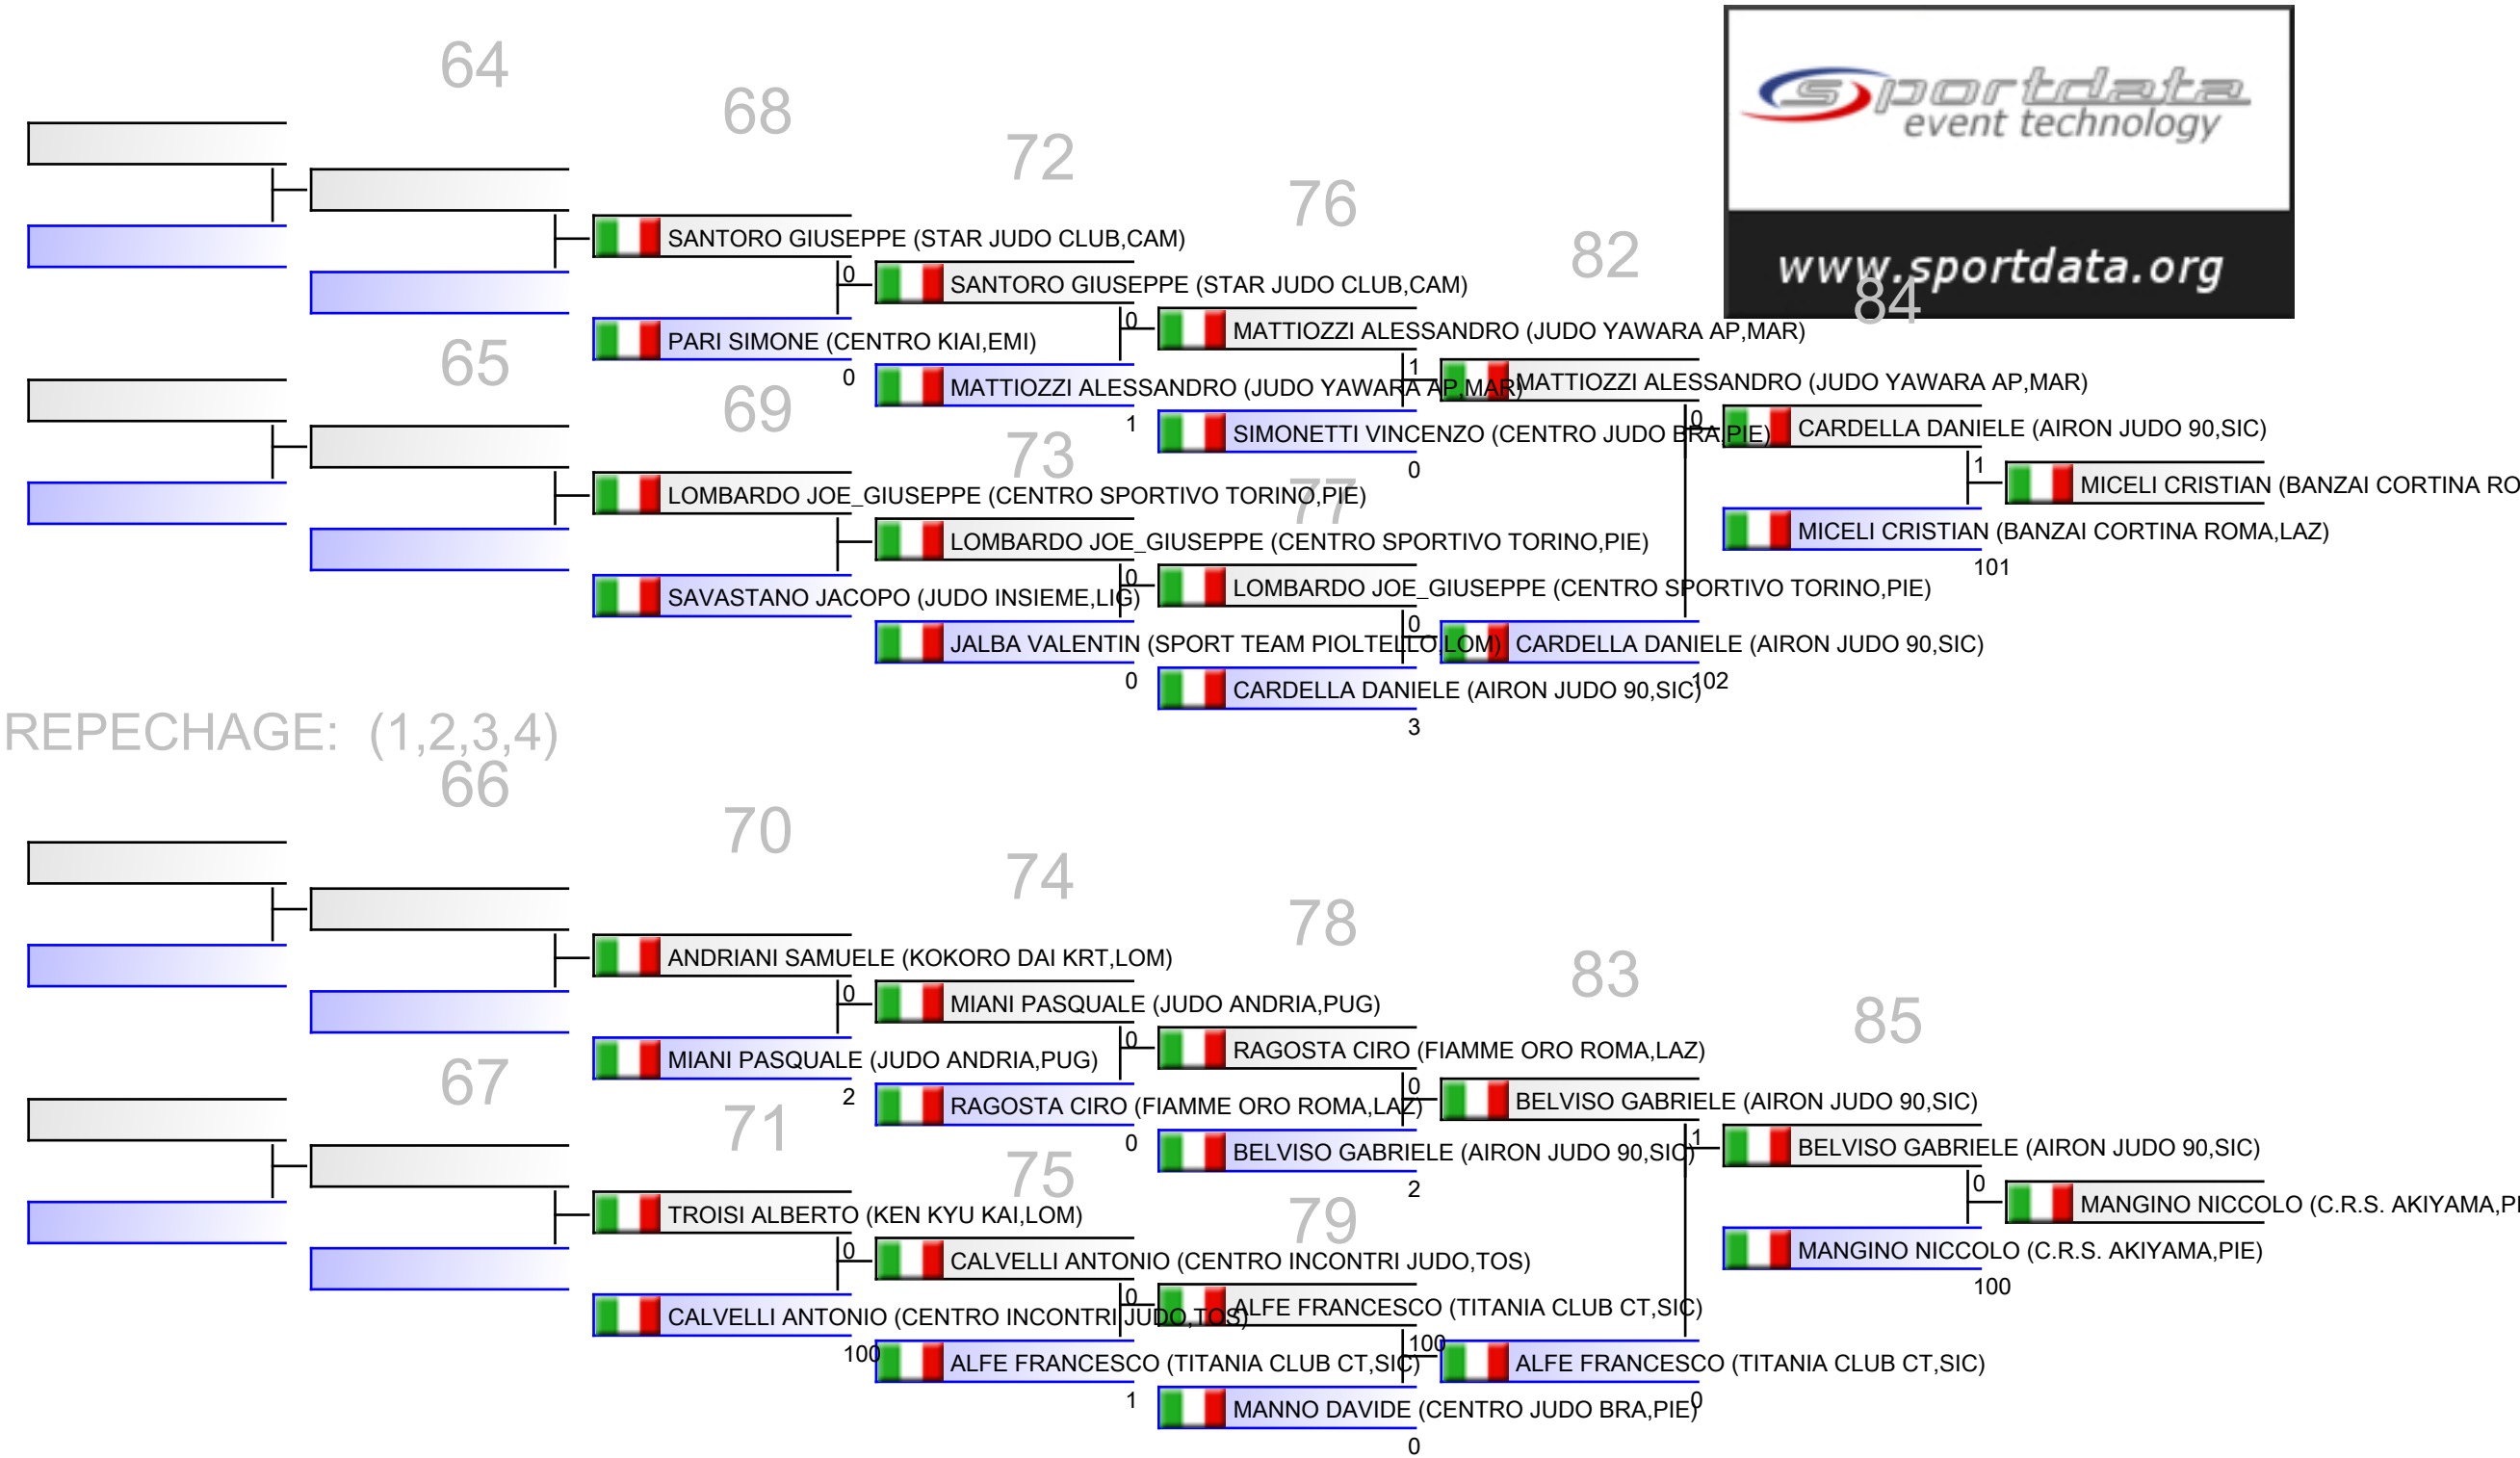 64
68
72
76
82
sportdata
event technology
www.sportdata.org
84
SANTORO GIUSEPPE (STAR JUDO CLUB,CAM)
0
SANTORO GIUSEPPE (STAR JUDO CLUB,CAM)
0
MATTIOZZI ALESSANDRO (JUDO YAWARA AP,MAR)
PARI SIMONE (CENTRO KIAI,EMI)
0
65
1
MATTIOZZI ALESSANDRO (JUDO YAWARA AP,MAR)
MATTIOZZI ALESSANDRO (JUDO YAWARA AP,MAR)
1
69
0
CARDELLA DANIELE (AIRON JUDO 90,SIC)
SIMONETTI VINCENZO (CENTRO JUDO BRA,PIE)
0
73
1
MICELI CRISTIAN (BANZAI CORTINA RO
LOMBARDO JOE_GIUSEPPE (CENTRO SPORTIVO TORINO,PIE)
77
MICELI CRISTIAN (BANZAI CORTINA ROMA,LAZ)
101
LOMBARDO JOE_GIUSEPPE (CENTRO SPORTIVO TORINO,PIE)
0
LOMBARDO JOE_GIUSEPPE (CENTRO SPORTIVO TORINO,PIE)
SAVASTANO JACOPO (JUDO INSIEME,LIG)
0
JALBA VALENTIN (SPORT TEAM PIOLTELLO,LOM)
0
CARDELLA DANIELE (AIRON JUDO 90,SIC)
102
CARDELLA DANIELE (AIRON JUDO 90,SIC)
3
REPECHAGE: (1,2,3,4)
66
70
74
78
83
85
ANDRIANI SAMUELE (KOKORO DAI KRT,LOM)
0
MIANI PASQUALE (JUDO ANDRIA,PUG)
0
RAGOSTA CIRO (FIAMME ORO ROMA,LAZ)
MIANI PASQUALE (JUDO ANDRIA,PUG)
2
67
0
BELVISO GABRIELE (AIRON JUDO 90,SIC)
RAGOSTA CIRO (FIAMME ORO ROMA,LAZ)
0
71
1
BELVISO GABRIELE (AIRON JUDO 90,SIC)
BELVISO GABRIELE (AIRON JUDO 90,SIC)
2
75
0
MANGINO NICCOLO (C.R.S. AKIYAMA,PI
TROISI ALBERTO (KEN KYU KAI,LOM)
79
0
CALVELLI ANTONIO (CENTRO INCONTRI JUDO,TOS)
MANGINO NICCOLO (C.R.S. AKIYAMA,PIE)
100
0
ALFE FRANCESCO (TITANIA CLUB CT,SIC)
CALVELLI ANTONIO (CENTRO INCONTRI JUDO,TOS)
100
100
ALFE FRANCESCO (TITANIA CLUB CT,SIC)
1
ALFE FRANCESCO (TITANIA CLUB CT,SIC)
0
MANNO DAVIDE (CENTRO JUDO BRA,PIE)
0